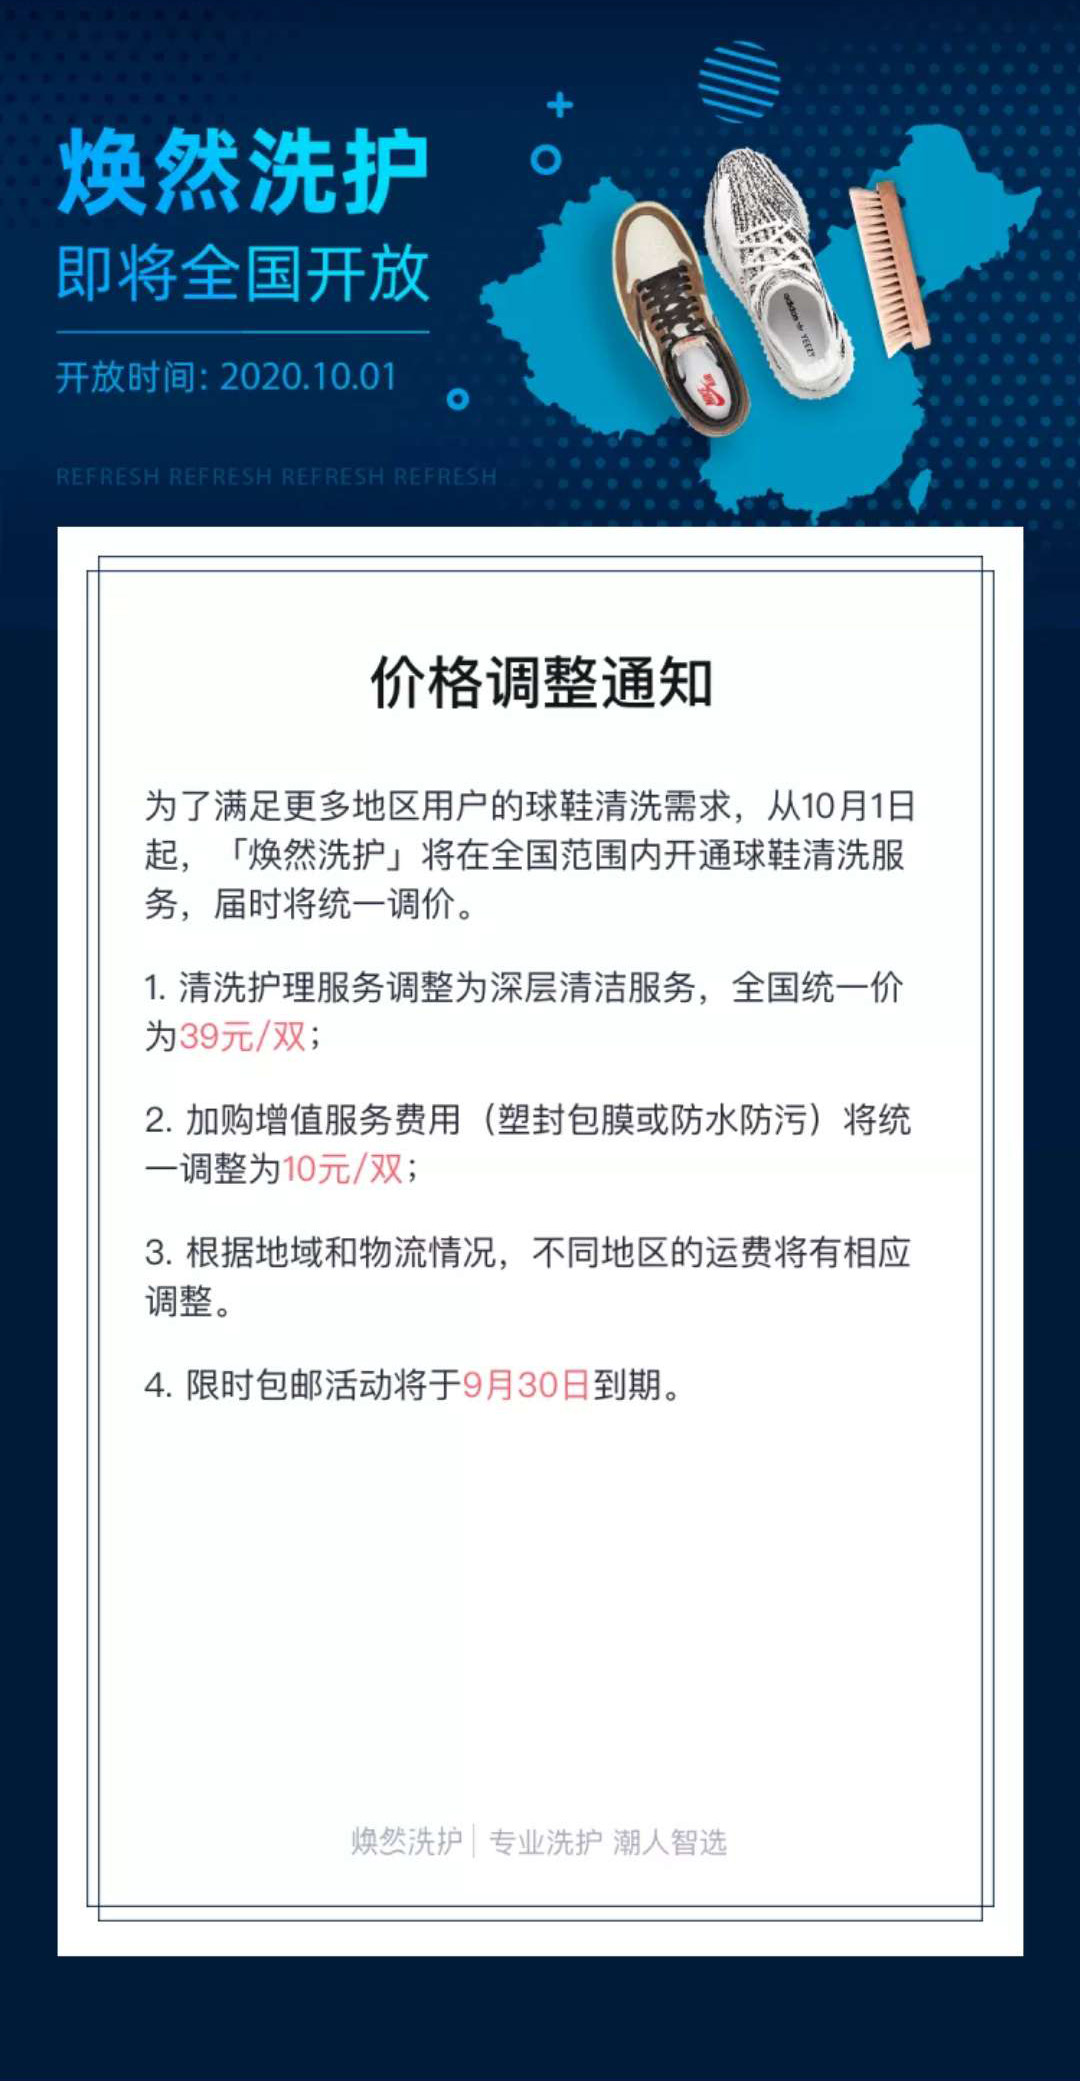 焕然洗护
即将全国开放
开放时间: 2020.10.01
REFRESH REFRESH REFRESH REFRESH
adidas YEEZY
NIKE AIR
价格调整通知
为了满足更多地区用户的球鞋清洗需求，从10月1日
起，「焕然洗护」将在全国范围内开通球鞋清洗服
务，届时将统一调价。
1. 清洗护理服务调整为深层清洁服务，全国统一价
为39元/双；
2. 加购增值服务费用（塑封包膜或防水防污）将统
一调整为10元/双；
3. 根据地域和物流情况，不同地区的运费将有相应
调整。
4. 限时包邮活动将于9月30日到期。
焕然洗护 | 专业洗护 潮人智选